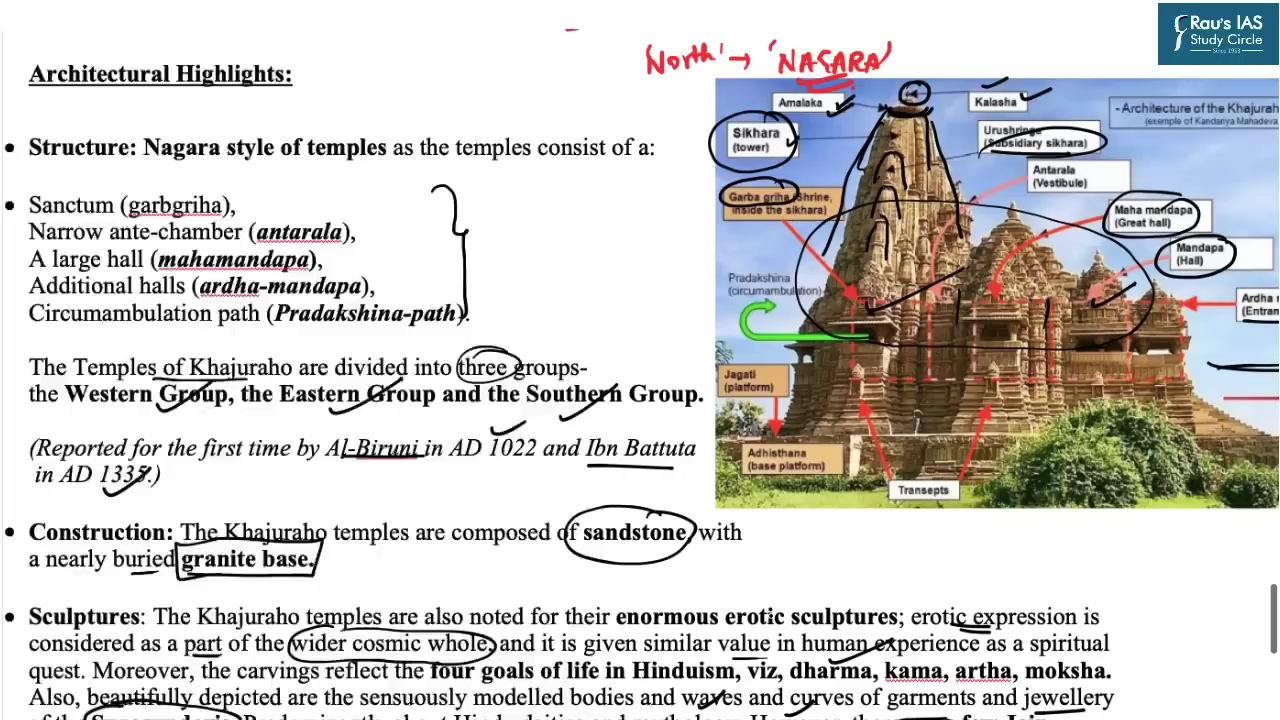 Rau's IAS
Study Circle
Since 1953
'North' → 'NAGARA'
Architectural Highlights:
• Structure: Nagara style of temples as the temples consist of a:
• Sanctum (garbgriha),
Narrow ante-chamber (antarala),
A large hall (mahamandapa),
Additional halls (ardha-mandapa),
Circumambulation path (Pradakshina-path).
The Temples of Khajuraho are divided into three groups-
the Western Group, the Eastern Group and the Southern Group.
(Reported for the first time by Al-Biruni in AD 1022 and Ibn Battuta
in AD 1335.)
• Construction: The Khajuraho temples are composed of sandstone, with
a nearly buried granite base.
• Sculptures: The Khajuraho temples are also noted for their enormous erotic sculptures; erotic expression is
considered as a part of the wider cosmic whole, and it is given similar value in human experience as a spiritual
quest. Moreover, the carvings reflect the four goals of life in Hinduism, viz, dharma, kama, artha, moksha.
Also, beautifully depicted are the sensuously modelled bodies and waves and curves of garments and jewellery
Amalaka
Kalasha
- Architecture of the Khajurah
(exempie of Kandanya Mahadeva
Sikhara
(tower)
Urushringa
(Subsidiary sikhara)
Antarala
(Vestibule)
Garba griha (Shrine,
inside the sikhara)
Maha mandapa
(Great hall)
Mandapa
(Hall)
Pradakshina
(circumambulation)
Ardha
(Entran
Jagati
(platform)
Adhisthana
(base platform)
Transepts